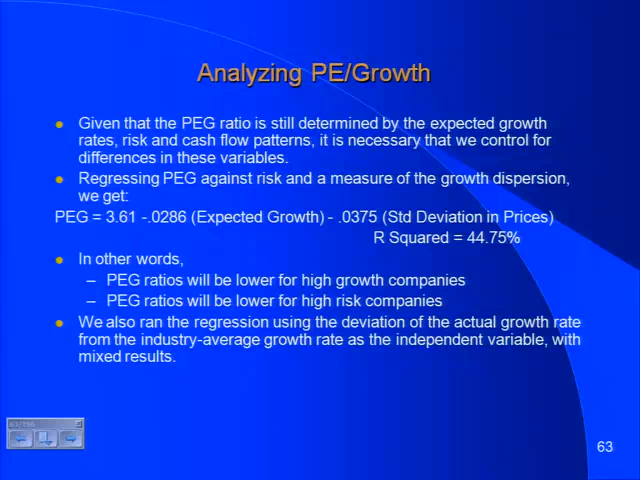 Analyzing PE/Growth
Given that the PEG ratio is still determined by the expected growth
rates, risk and cash flow patterns, it is necessary that we control for
differences in these variables.
Regressing PEG against risk and a measure of the growth dispersion,
we get:
PEG = 3.61 -.0286 (Expected Growth) - .0375 (Std Deviation in Prices)
R Squared = 44.75%
In other words,
– PEG ratios will be lower for high growth companies
– PEG ratios will be lower for high risk companies
We also ran the regression using the deviation of the actual growth rate
from the industry-average growth rate as the independent variable, with
mixed results.
63